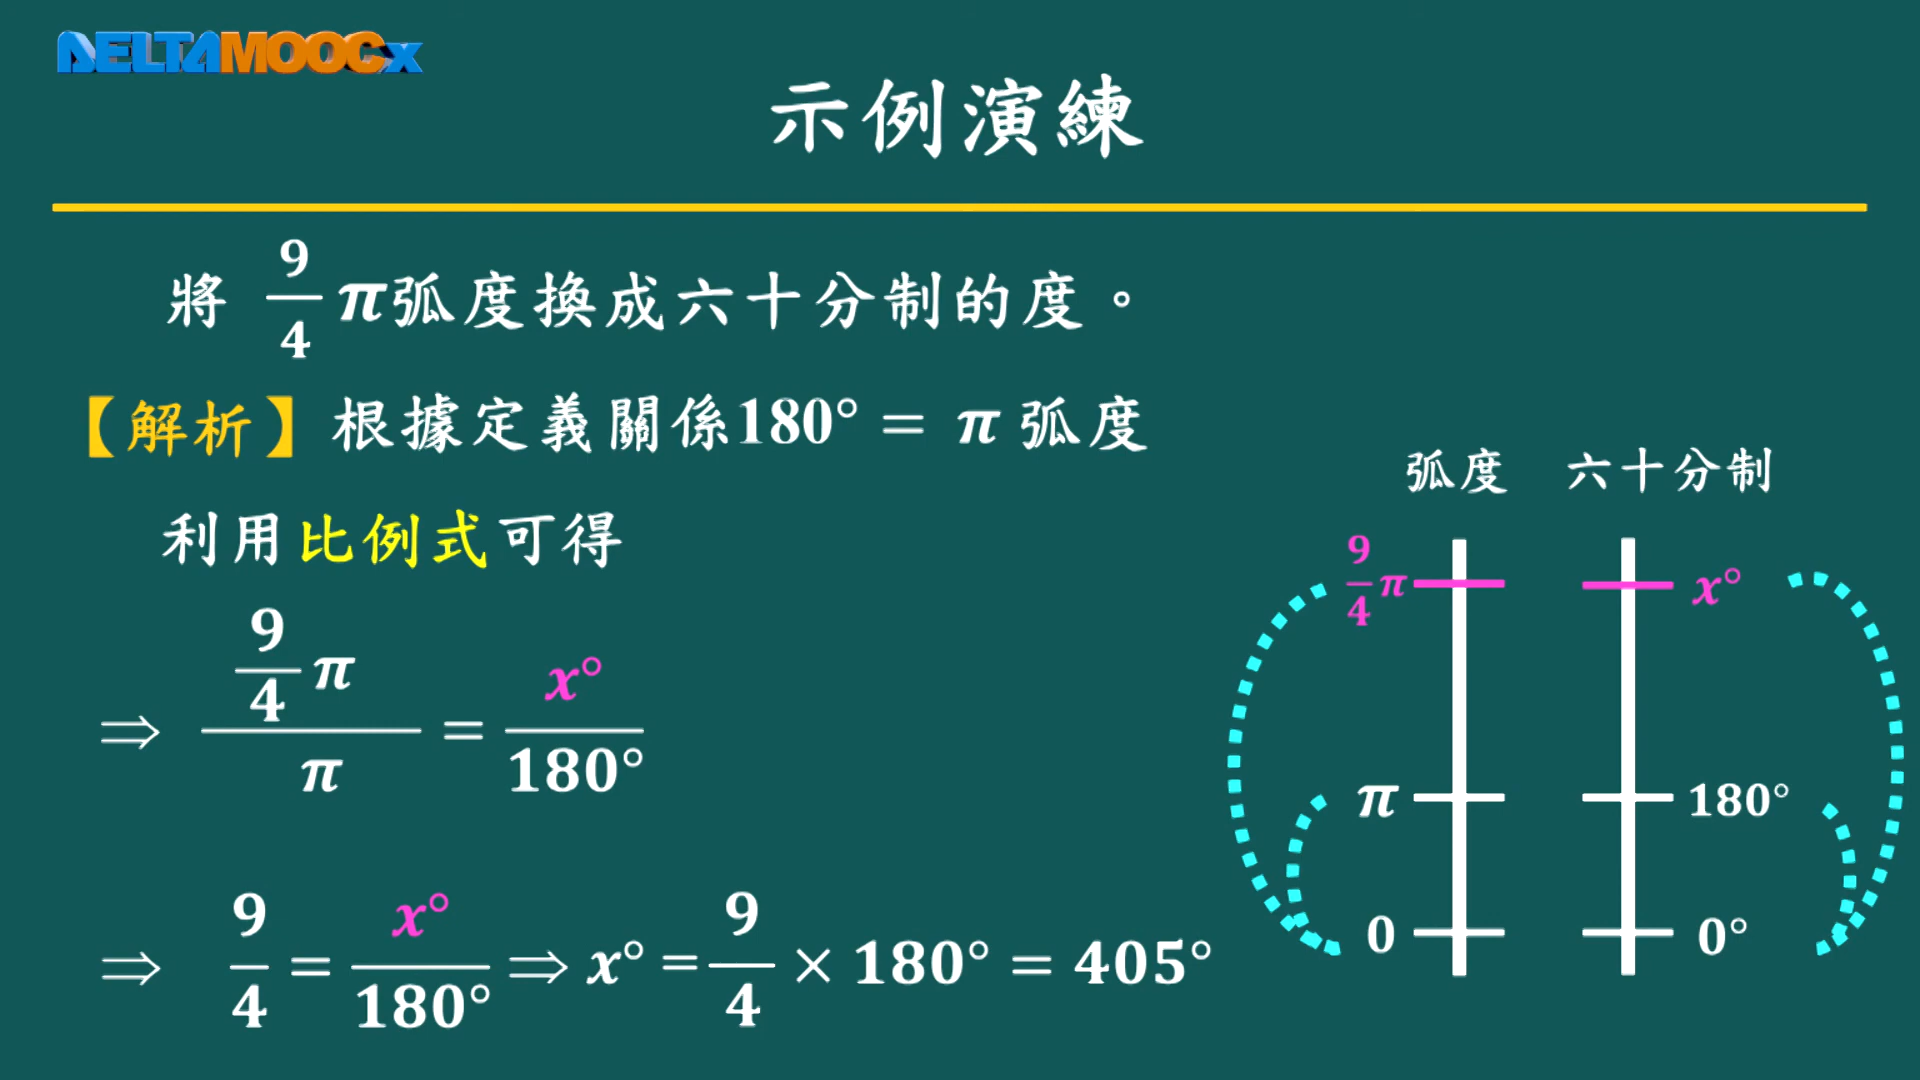 DELTAMOOCx
示例演練
將 9/4 π弧度換成六十分制的度。
【解析】根據定義關係180° = π 弧度
利用比例式可得
⇒ (9/4 π)/π = x°/180°
⇒ 9/4 = x°/180° ⇒ x° = 9/4 × 180° = 405°
弧度 六十分制
9/4 π x°
π 180°
0 0°